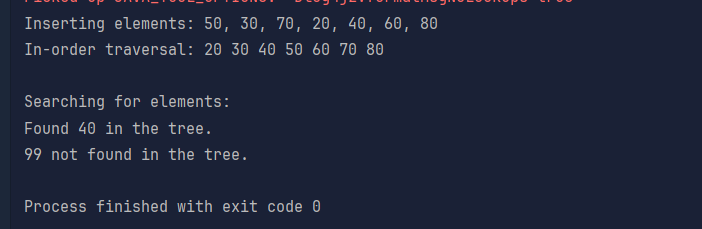 Inserting elements: 50, 30, 70, 20, 40, 60, 80
In-order traversal: 20 30 40 50 60 70 80
Searching for elements:
Found 40 in the tree.
99 not found in the tree.
Process finished with exit code 0